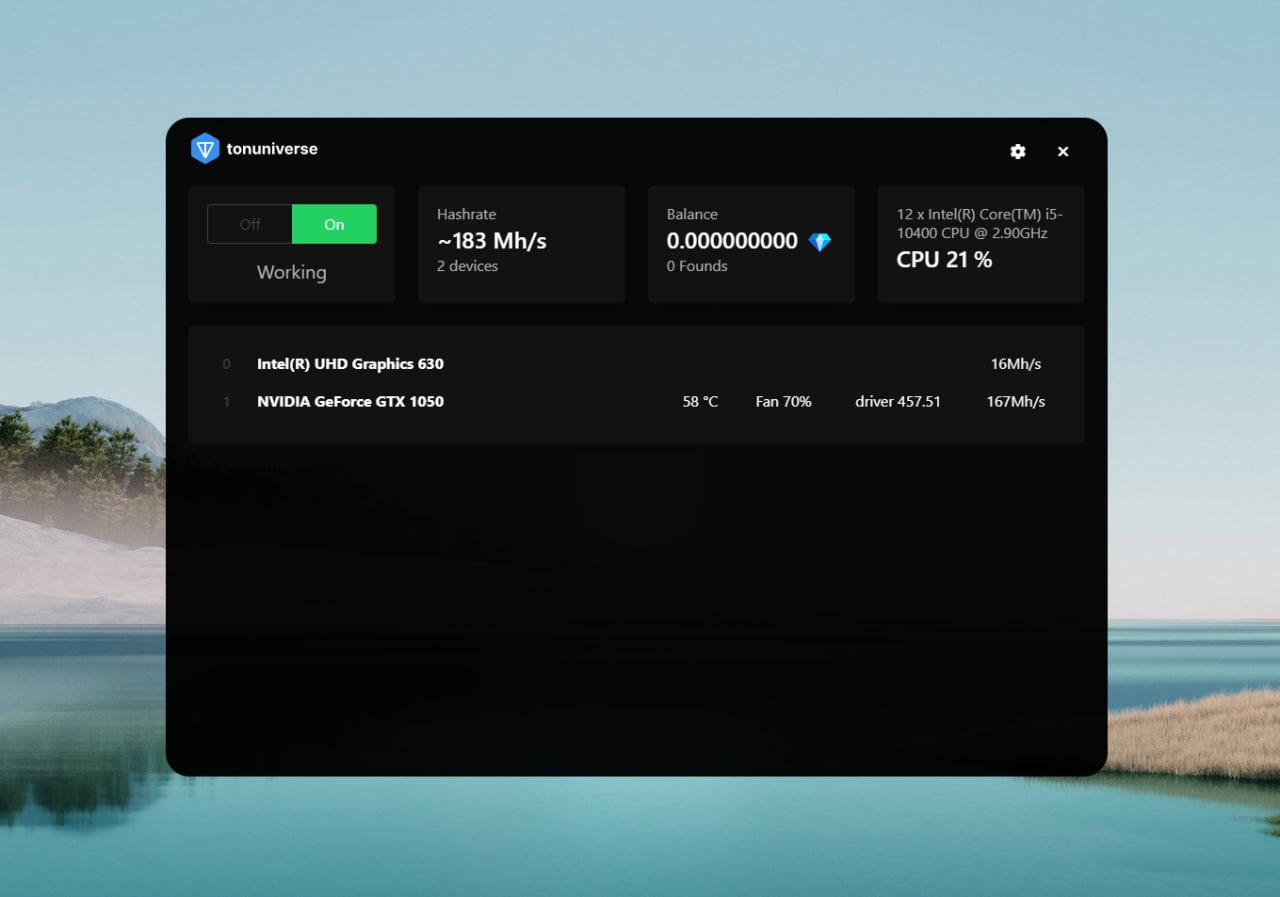 tonuniverse
Off
On
Working
Hashrate
~183 Mh/s
2 devices
Balance
0.000000000
0 Founds
12 x Intel(R) Core(TM) i5-
10400 CPU @ 2.90GHz
CPU 21 %
0 Intel(R) UHD Graphics 630 16Mh/s
1 NVIDIA GeForce GTX 1050 58 °C Fan 70% driver 457.51 167Mh/s